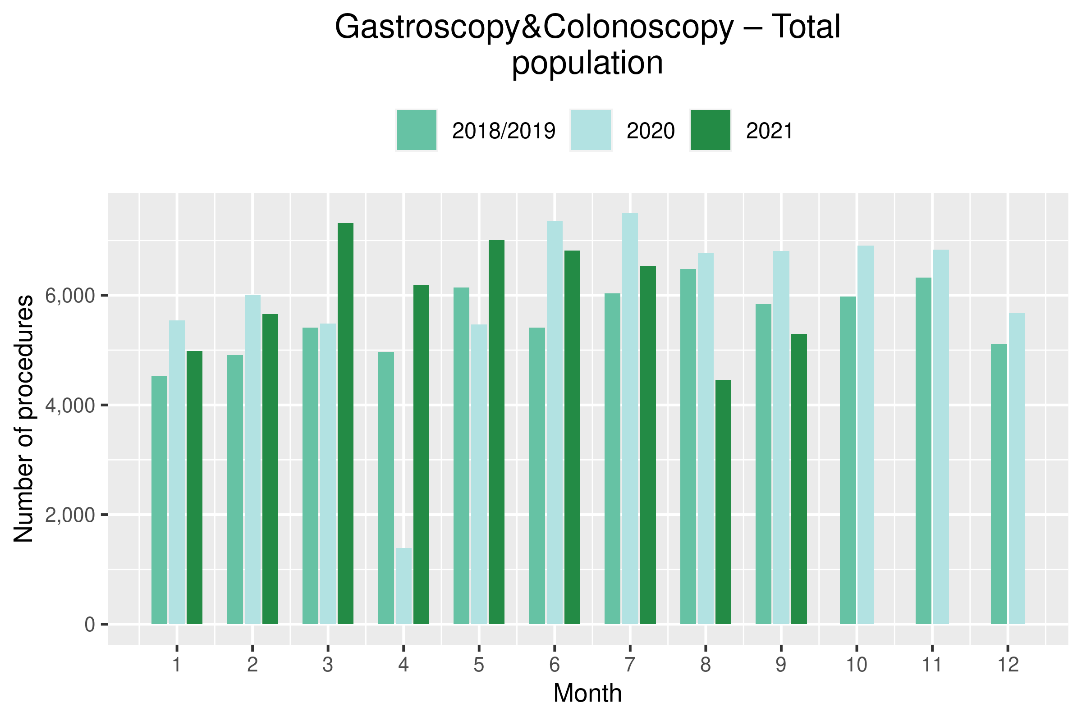 Gastroscopy&Colonoscopy – Total
population
2018/2019 2020 2021
Number of procedures
6,000
4,000
2,000
0
1 2 3 4 5 6 7 8 9 10 11 12
Month